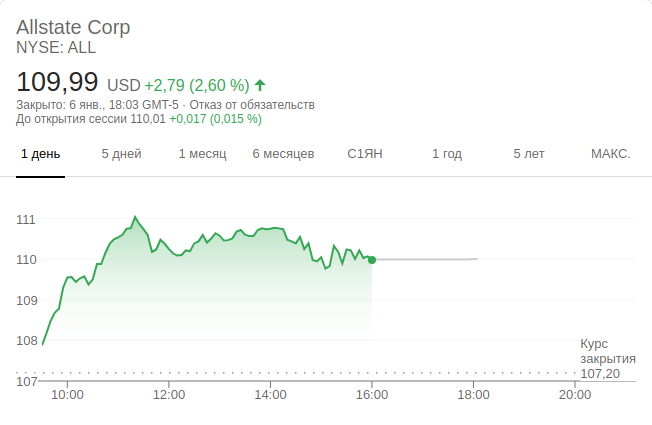 Allstate Corp
NYSE: ALL
109,99 USD +2,79 (2,60 %)
Закрыто: 6 янв., 18:03 GMT-5 · Отказ от обязательств
До открытия сессии 110,01 +0,017 (0,015 %)
1 день 5 дней 1 месяц 6 месяцев С1ЯН 1 год 5 лет МАКС.
111
110
109
108
107
Курс
закрытия
107,20
10:00 12:00 14:00 16:00 18:00 20:00